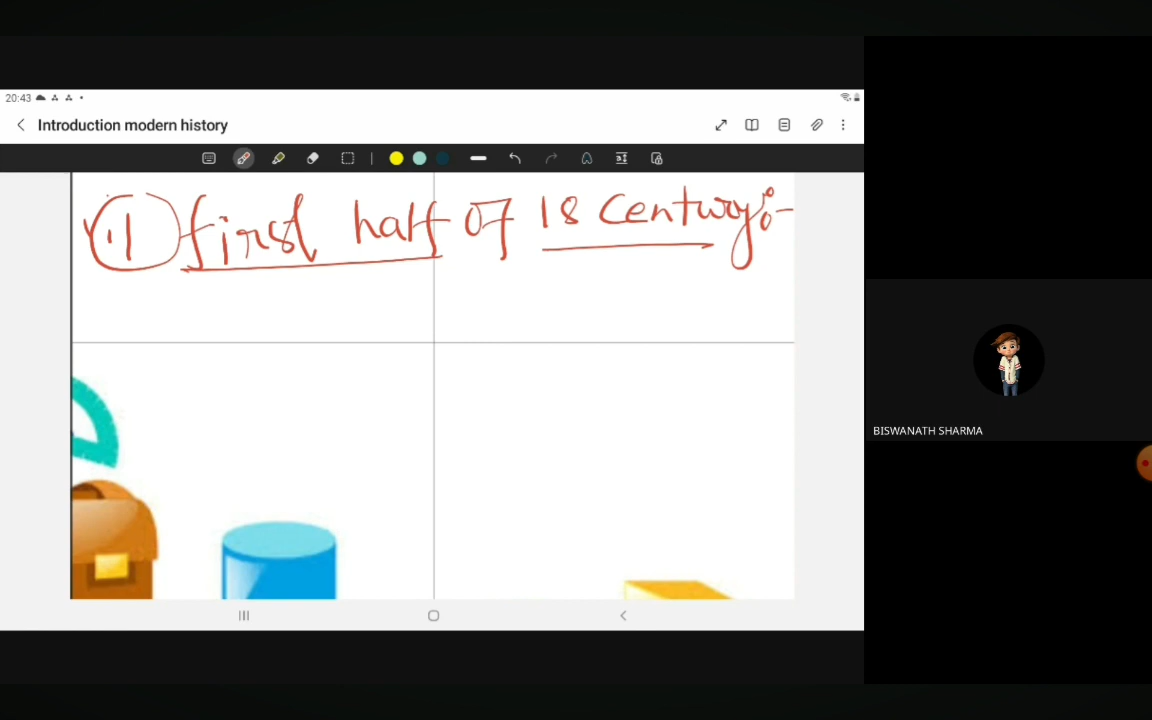 20:43
Introduction modern history
1 first half of 18 Century:-
BISWANATH SHARMA